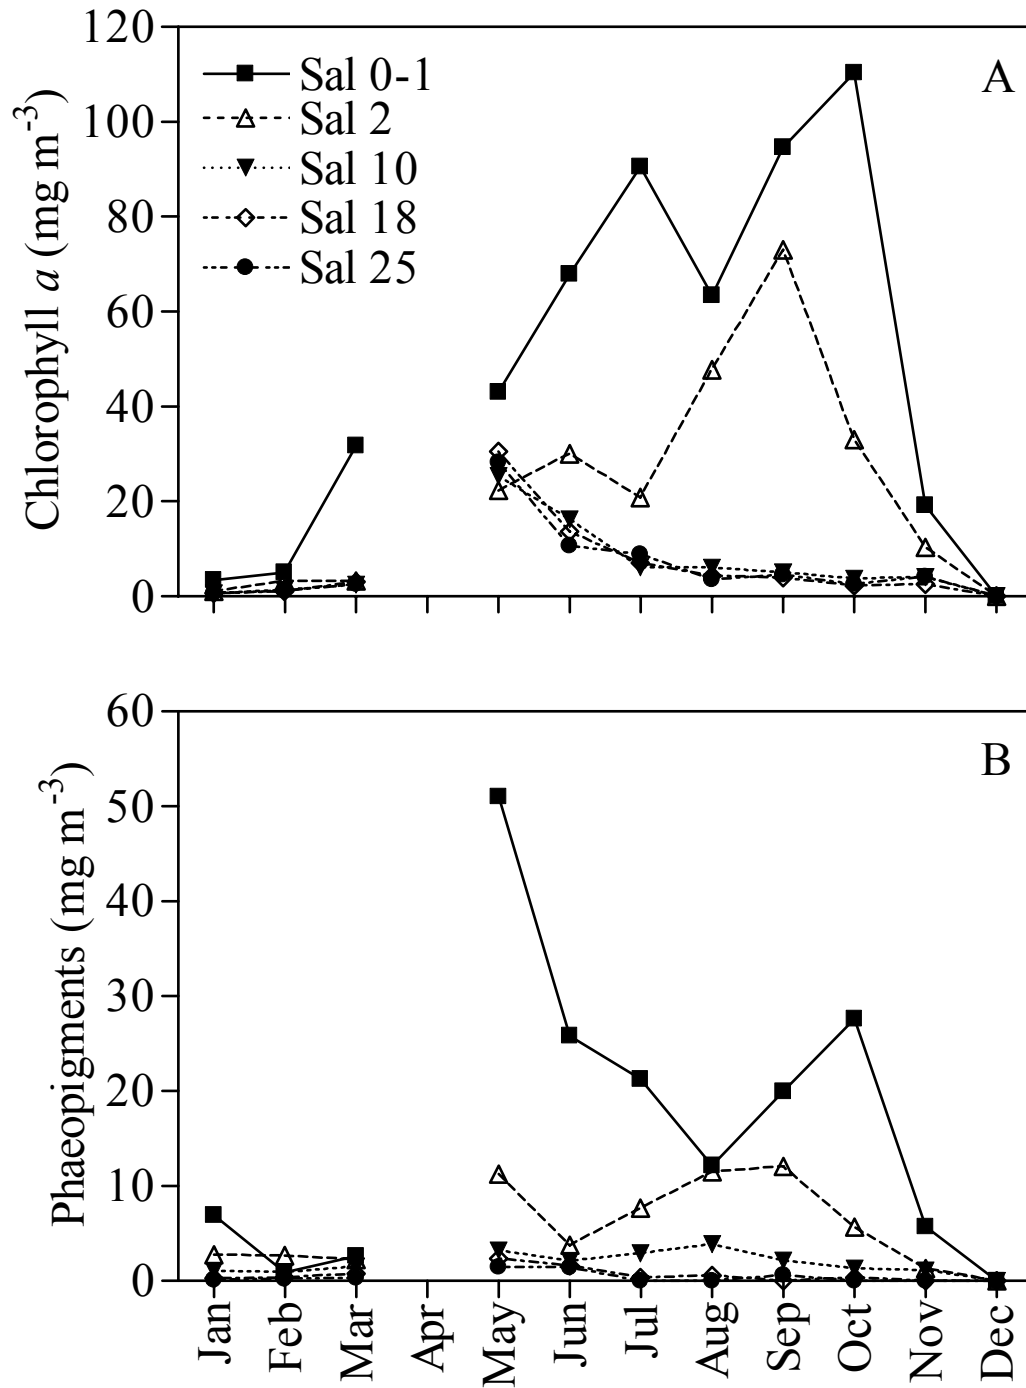 120
100
80
60
40
20
0
Chlorophyll a (mg m-3)
Sal 0-1
Sal 2
Sal 10
Sal 18
Sal 25
A
60
50
40
30
20
10
0
Phaeopigments (mg m-3)
B
Jan
Feb
Mar
Apr
May
Jun
Jul
Aug
Sep
Oct
Nov
Dec